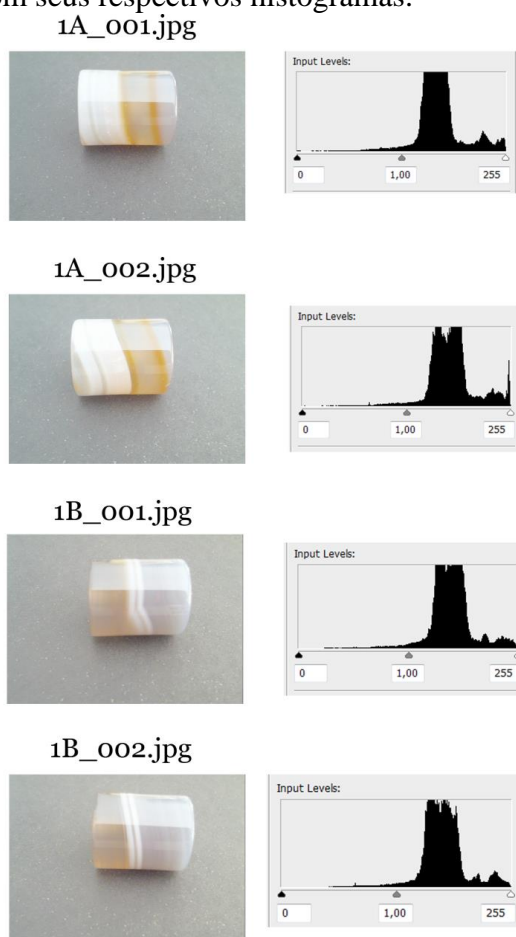 seus respectivos histogramas.
1A_001.jpg
Input Levels:
0 1,00 255
1A_002.jpg
Input Levels:
0 1,00 255
1B_001.jpg
Input Levels:
0 1,00 255
1B_002.jpg
Input Levels:
0 1,00 255